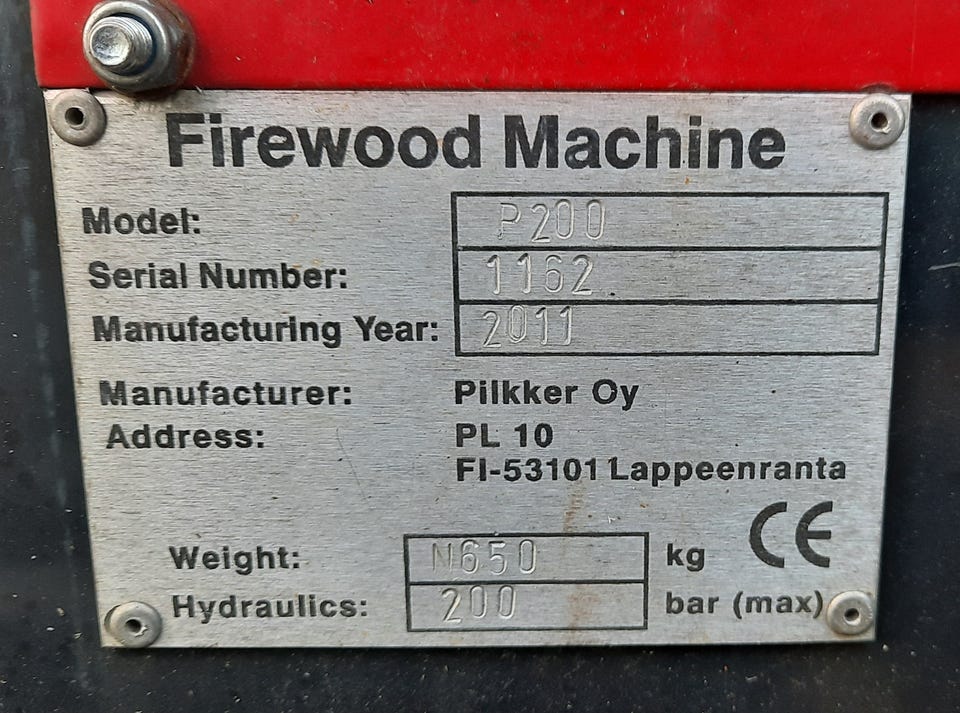 Firewood Machine
Model: P200
Serial Number: 1162
Manufacturing Year: 2011
Manufacturer: Pilkker Oy
Address: PL 10
FI-53101 Lappeenranta
CE
Weight: N650 kg
Hydraulics: 200 bar (max)